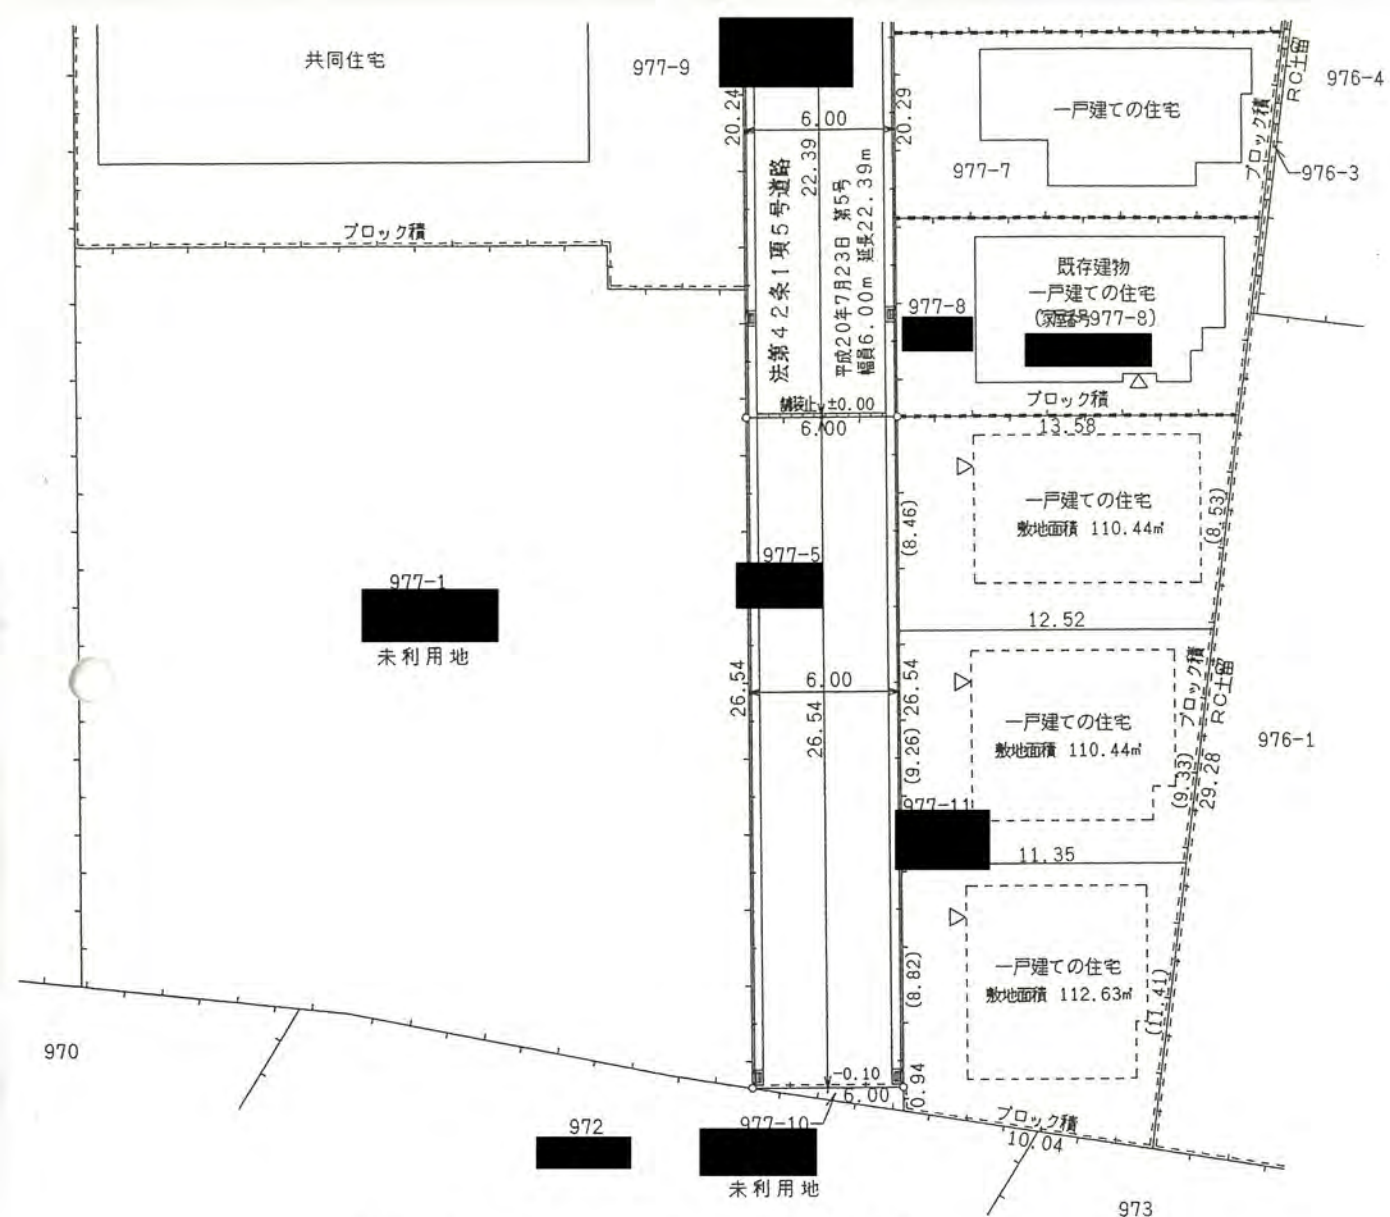 共同住宅
977-9
20.24
6.00
22.39
20.29
法第42条1項5号道路
平成20年7月23日 第5号
幅員6.00m 延長22.39m
一戸建ての住宅
977-7
ブロック積
RC土留
976-4
976-3
ブロック積
既存建物
一戸建ての住宅
(家屋番号977-8)
977-8
ブロック積
舗装止
±0.00
6.00
13.58
一戸建ての住宅
敷地面積 110.44㎡
(8.46)
(8.53)
977-5
977-1
未利用地
12.52
26.54
6.00
26.54
26.54
(9.26)
一戸建ての住宅
敷地面積 110.44㎡
ブロック積
RC土留
(9.33)
29.28
976-1
977-11
11.35
一戸建ての住宅
敷地面積 112.63㎡
(8.82)
(11.41)
970
-0.10
6.00
0.94
977-10
ブロック積
10.04
972
未利用地
973